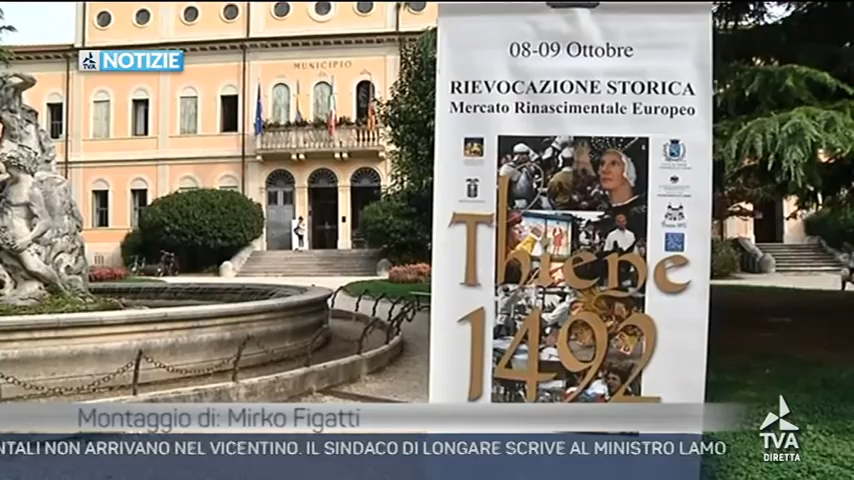 TVA NOTIZIE
MUNICIPIO
08-09 Ottobre
RIEVOCAZIONE STORICA
Mercato Rinascimentale Europeo
Thiene
1492
Montaggio di: Mirko Figatti
NTALI NON ARRIVANO NEL VICENTINO. IL SINDACO DI LONGARE SCRIVE AL MINISTRO LAMO
TVA
DIRETTA